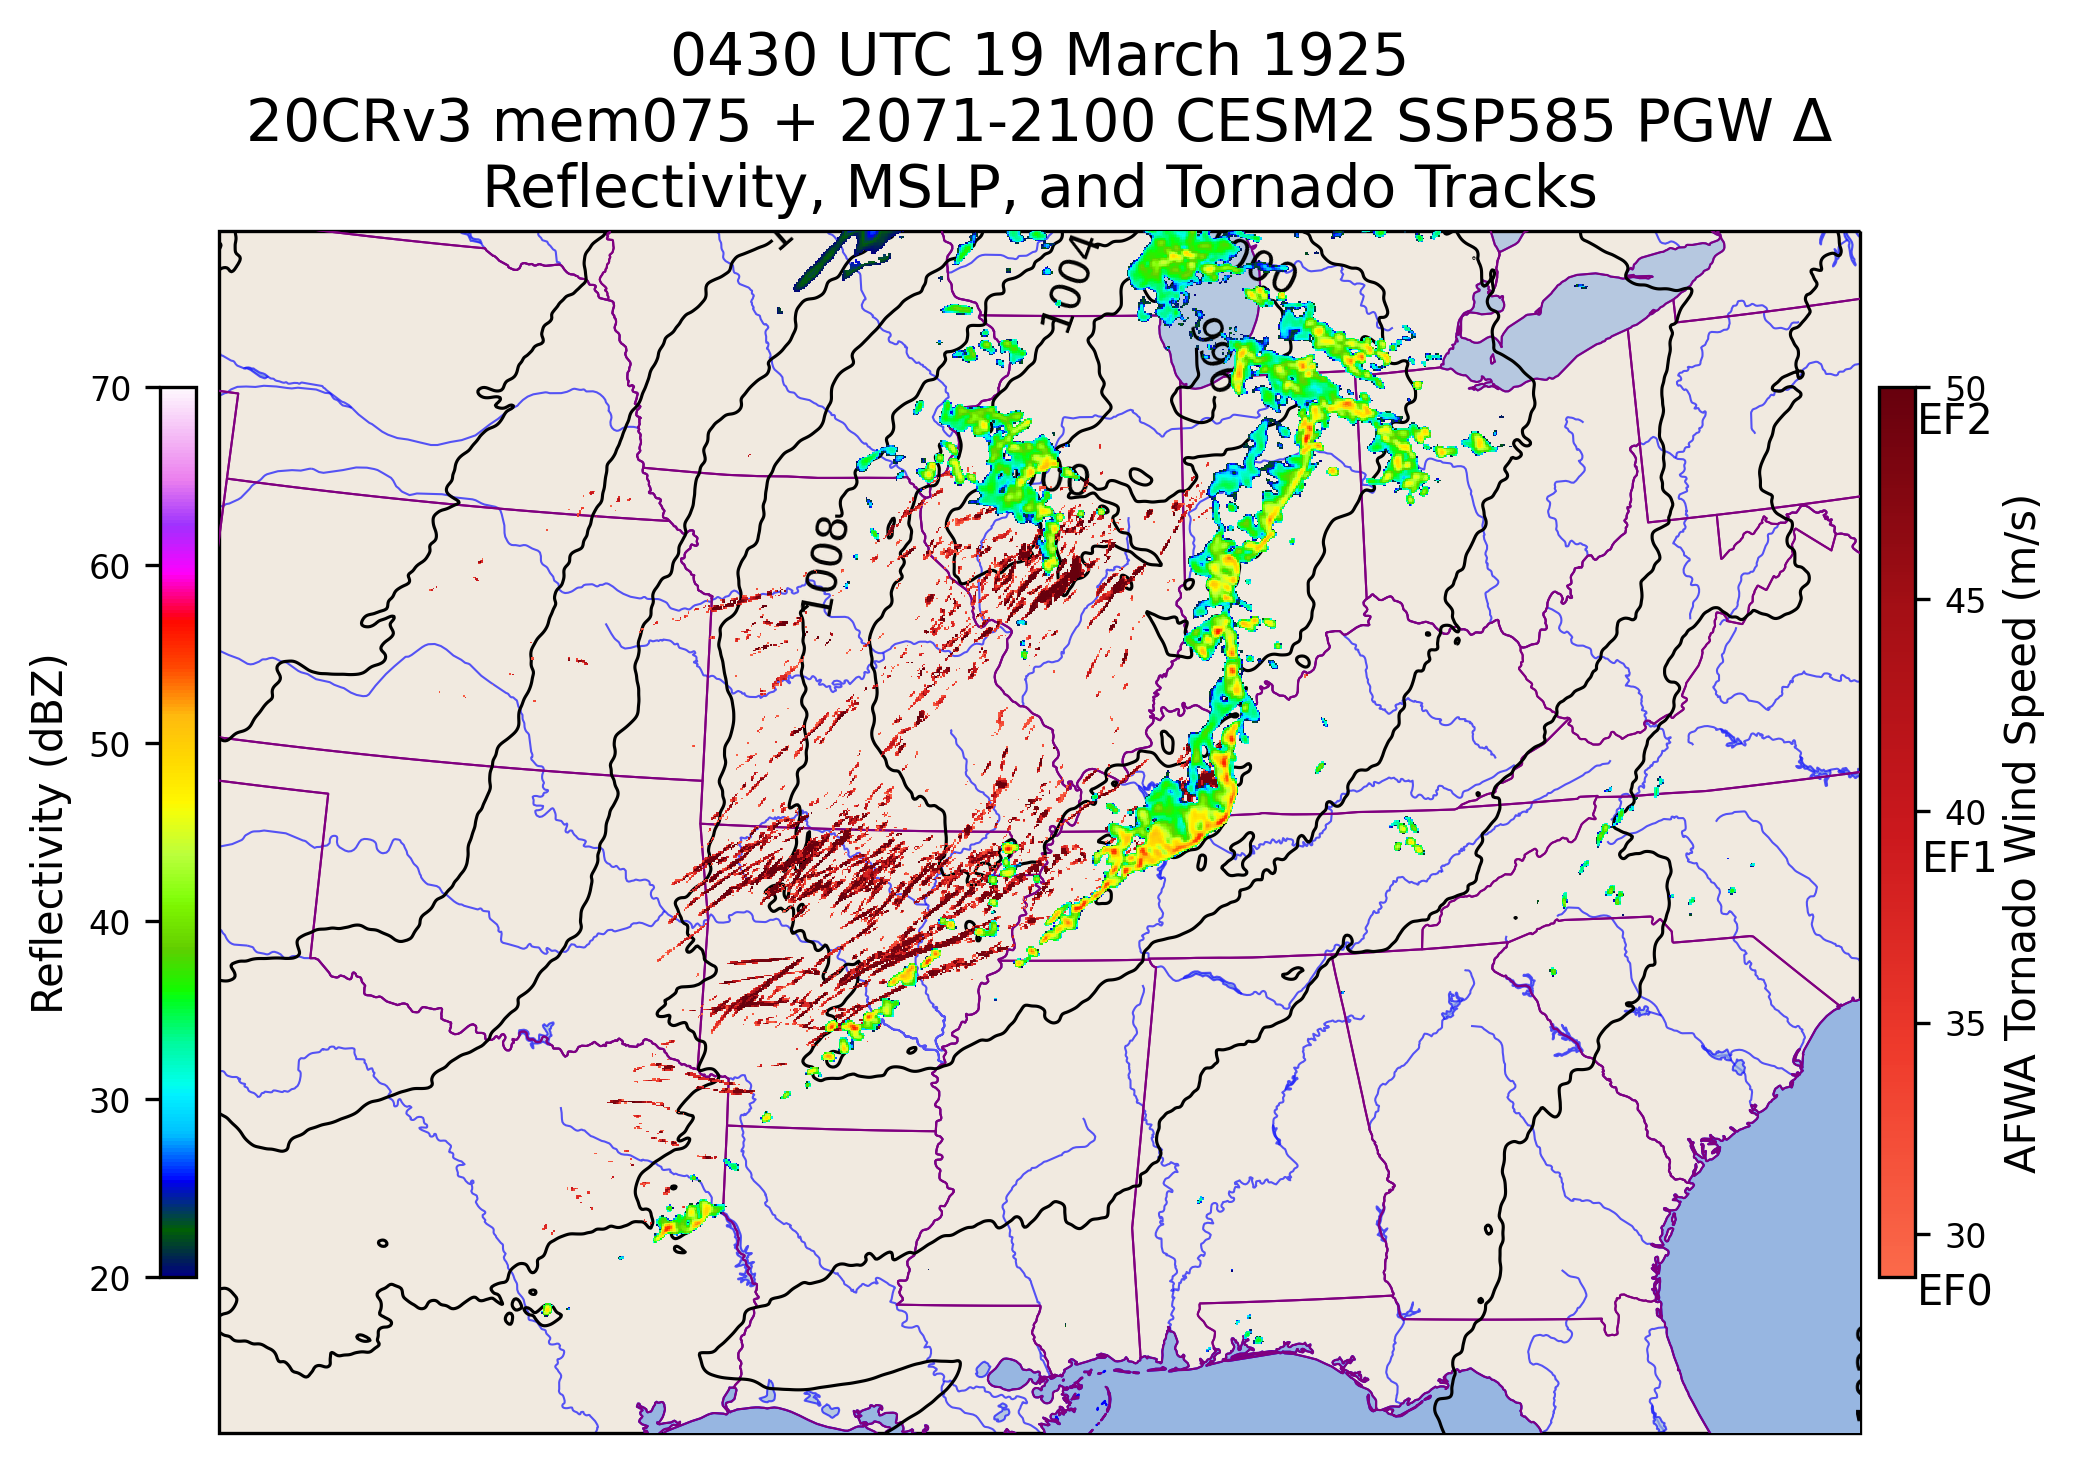 0430 UTC 19 March 1925
20CRv3 mem075 + 2071-2100 CESM2 SSP585 PGW Δ
Reflectivity, MSLP, and Tornado Tracks
1004
996
1008
70
60
50
40
30
20
Reflectivity (dBZ)
50
EF2
45
40
EF1
35
30
EF0
AFWA Tornado Wind Speed (m/s)